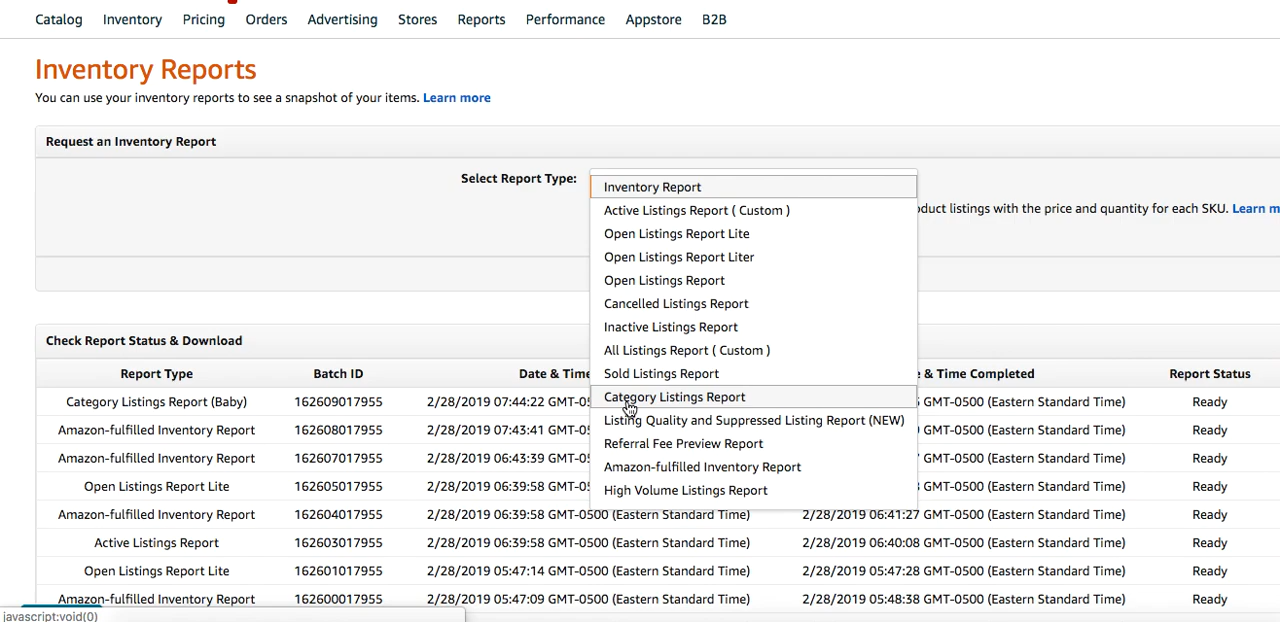 Catalog Inventory Pricing Orders Advertising Stores Reports Performance Appstore B2B
Inventory Reports
You can use your inventory reports to see a snapshot of your items. Learn more
Request an Inventory Report
Select Report Type:
Inventory Report
Active Listings Report ( Custom )
product listings with the price and quantity for each SKU. Learn m
Open Listings Report Lite
Open Listings Report Liter
Open Listings Report
Cancelled Listings Report
Inactive Listings Report
All Listings Report ( Custom )
Sold Listings Report
Category Listings Report
Listing Quality and Suppressed Listing Report (NEW)
Referral Fee Preview Report
Amazon-fulfilled Inventory Report
High Volume Listings Report
Check Report Status & Download
Report Type Batch ID Date & Time & Time Completed Report Status
Category Listings Report (Baby) 162609017955 2/28/2019 07:44:22 GMT-05 GMT-0500 (Eastern Standard Time) Ready
Amazon-fulfilled Inventory Report 162608017955 2/28/2019 07:43:41 GMT-05 GMT-0500 (Eastern Standard Time) Ready
Amazon-fulfilled Inventory Report 162607017955 2/28/2019 06:43:39 GMT-05 GMT-0500 (Eastern Standard Time) Ready
Open Listings Report Lite 162605017955 2/28/2019 06:39:58 GMT-05 GMT-0500 (Eastern Standard Time) Ready
Amazon-fulfilled Inventory Report 162604017955 2/28/2019 06:39:58 GMT-0500 (Eastern Standard Time) 2/28/2019 06:41:27 GMT-0500 (Eastern Standard Time) Ready
Active Listings Report 162603017955 2/28/2019 06:39:58 GMT-0500 (Eastern Standard Time) 2/28/2019 06:40:08 GMT-0500 (Eastern Standard Time) Ready
Open Listings Report Lite 162601017955 2/28/2019 05:47:14 GMT-0500 (Eastern Standard Time) 2/28/2019 05:47:28 GMT-0500 (Eastern Standard Time) Ready
Amazon-fulfilled Inventory Report 162600017955 2/28/2019 05:47:09 GMT-0500 (Eastern Standard Time) 2/28/2019 05:48:38 GMT-0500 (Eastern Standard Time) Ready
javascript:void(0)